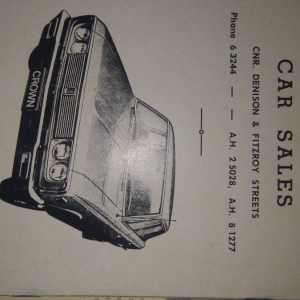 CAR SALES
CNR. DENISON & FITZROY STREETS
Phone 6 3244 — — A.H. 2 5028, A.H. 8 1277
CROWN